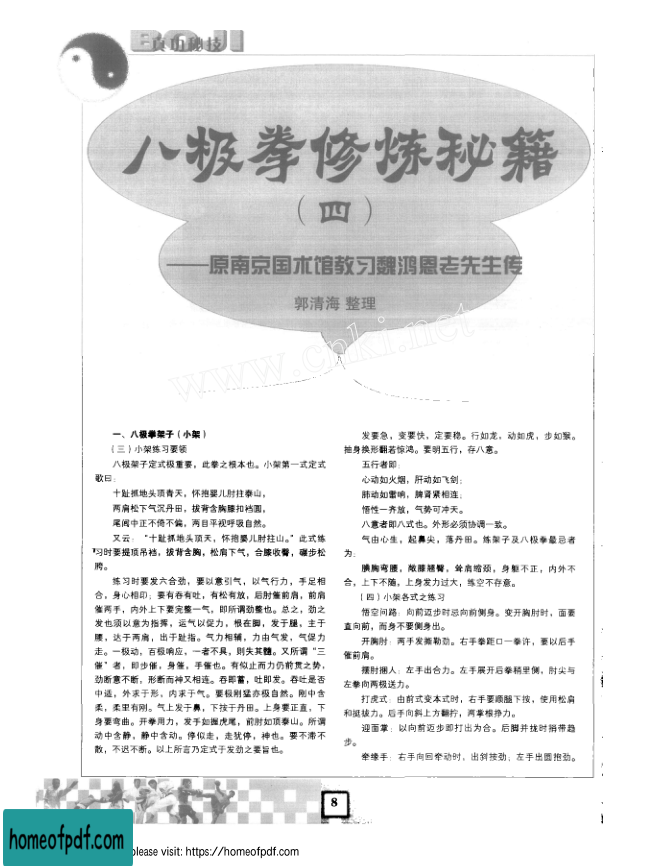 真功秘技
八极拳修炼秘籍
（四）
——原南京国术馆教习魏鸿恩老先生传
郭清海 整理
www.cnki.net
一、八极拳架子（小架）
（三）小架练习要领
八极架子定式极重要，此拳之根本也。小架第一式定式
歌曰：
十趾抓地头顶青天，怀抱婴儿肘拄泰山，
两肩松下气沉丹田，拔背含胸膝扣裆圆，
尾闾中正不倚不偏，两目平视呼吸自然。
又云：“十趾抓地头顶天，怀抱婴儿肘拄山。”此式练
习时要提顶吊裆，拔背含胸，松肩下气，合膝收臀，碾步松
胯。
练习时要发六合劲，要以意引气，以气行力，手足相
合，身心相印；要有吞有吐，有松有放，后肘催前肩，前肩
催两手，内外上下要完整一气，即所谓劲整也。总之，劲之
发也须以意为指挥，运气以促力，根在脚，发于腿，主于
腰，达于两肩，出于趾指。气力相辅，力由气发，气促力
走。一极动，百极响应，一者不具，则失其髓。又所谓“三
催”者，即步催，身催，手催也。有似止而力仍前贯之势，
劲断意不断，形断而神又相连。吞即蓄，吐即发。吞吐是否
中适，外求于形，内求于气。要极刚猛亦极自然。刚中含
柔，柔里有刚。气上发于鼻，下技于丹田。上身要正直，下
身要弯曲。开拳用力，发手如握虎尾，前肘如顶泰山。所谓
动中含静，静中含动。停似走，走犹停，神也。要不滞不
散，不迟不断。以上所言乃定式于发劲之要旨也。
发要急，变要快，定要稳。行如龙，动如虎，步如猴。
抽身换形翻若惊鸿。要明五行，存八意。
五行者即：
心动如火烟，肝动如飞剑；
肺动如雷响，脾肾紧相连；
悟性一齐放，气势可冲天。
八意者即八式也。外形必须协调一致。
气由心生，起鼻尖，落丹田。炼架子及八极拳最忌者
为：
腆胸弯腰，敞膝翘臀，耸肩缩颈，身躯不正，内外不
合，上下不随，上身发力过大，练空不存意。
（四）小架各式之练习
悟空问路：向前迈步时忌向前侧身。变开胸肘时，面要
直向前，而身不要侧身出。
开胸肘：两手发撕勒劲。右手拳距口一拳许，要以后手
催前肩。
摆肘捆人：左手出合力。左手展开后拳稍里侧，肘尖与
左拳向两极送力。
打虎式：由前式变本式时，右手要顺腿下按，使用松肩
和挺拔力。后手向斜上方翻拧，两掌根挣力。
迎面掌：以向前迈步即打出为合。后脚并拢时捎带趋
步。
牵缘手：右手向回牵动时，出斜技劲，左手出圆抱劲。
8
homeofpdf.com
please visit: https://homeofpdf.com